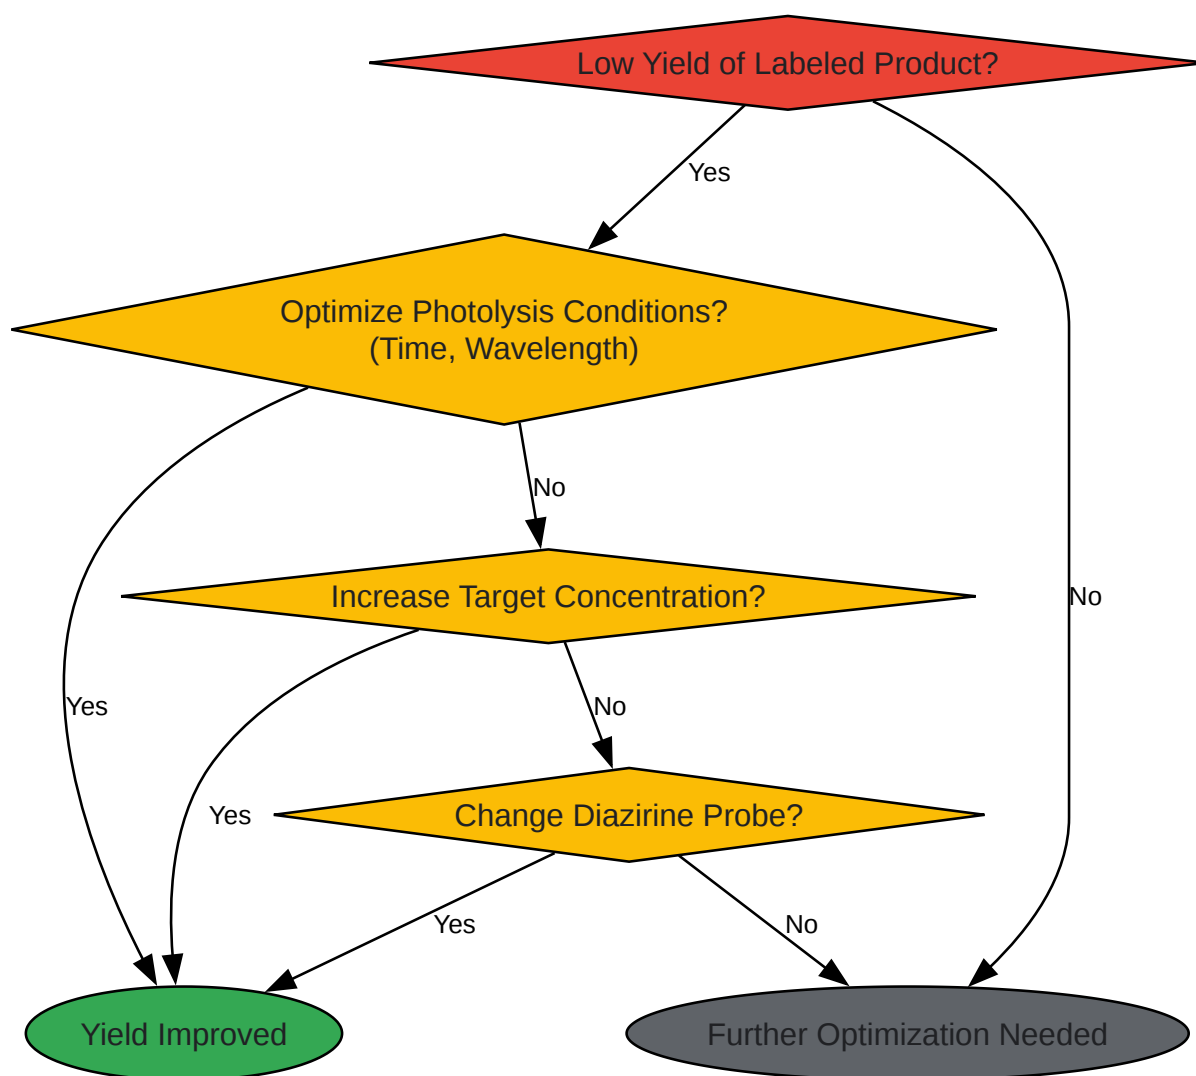 Low Yield of Labeled Product?
Yes
Optimize Photolysis Conditions?
(Time, Wavelength)
No
Increase Target Concentration?
No
Yes
No
Yes
Change Diazirine Probe?
Yes
No
Yield Improved
Further Optimization Needed